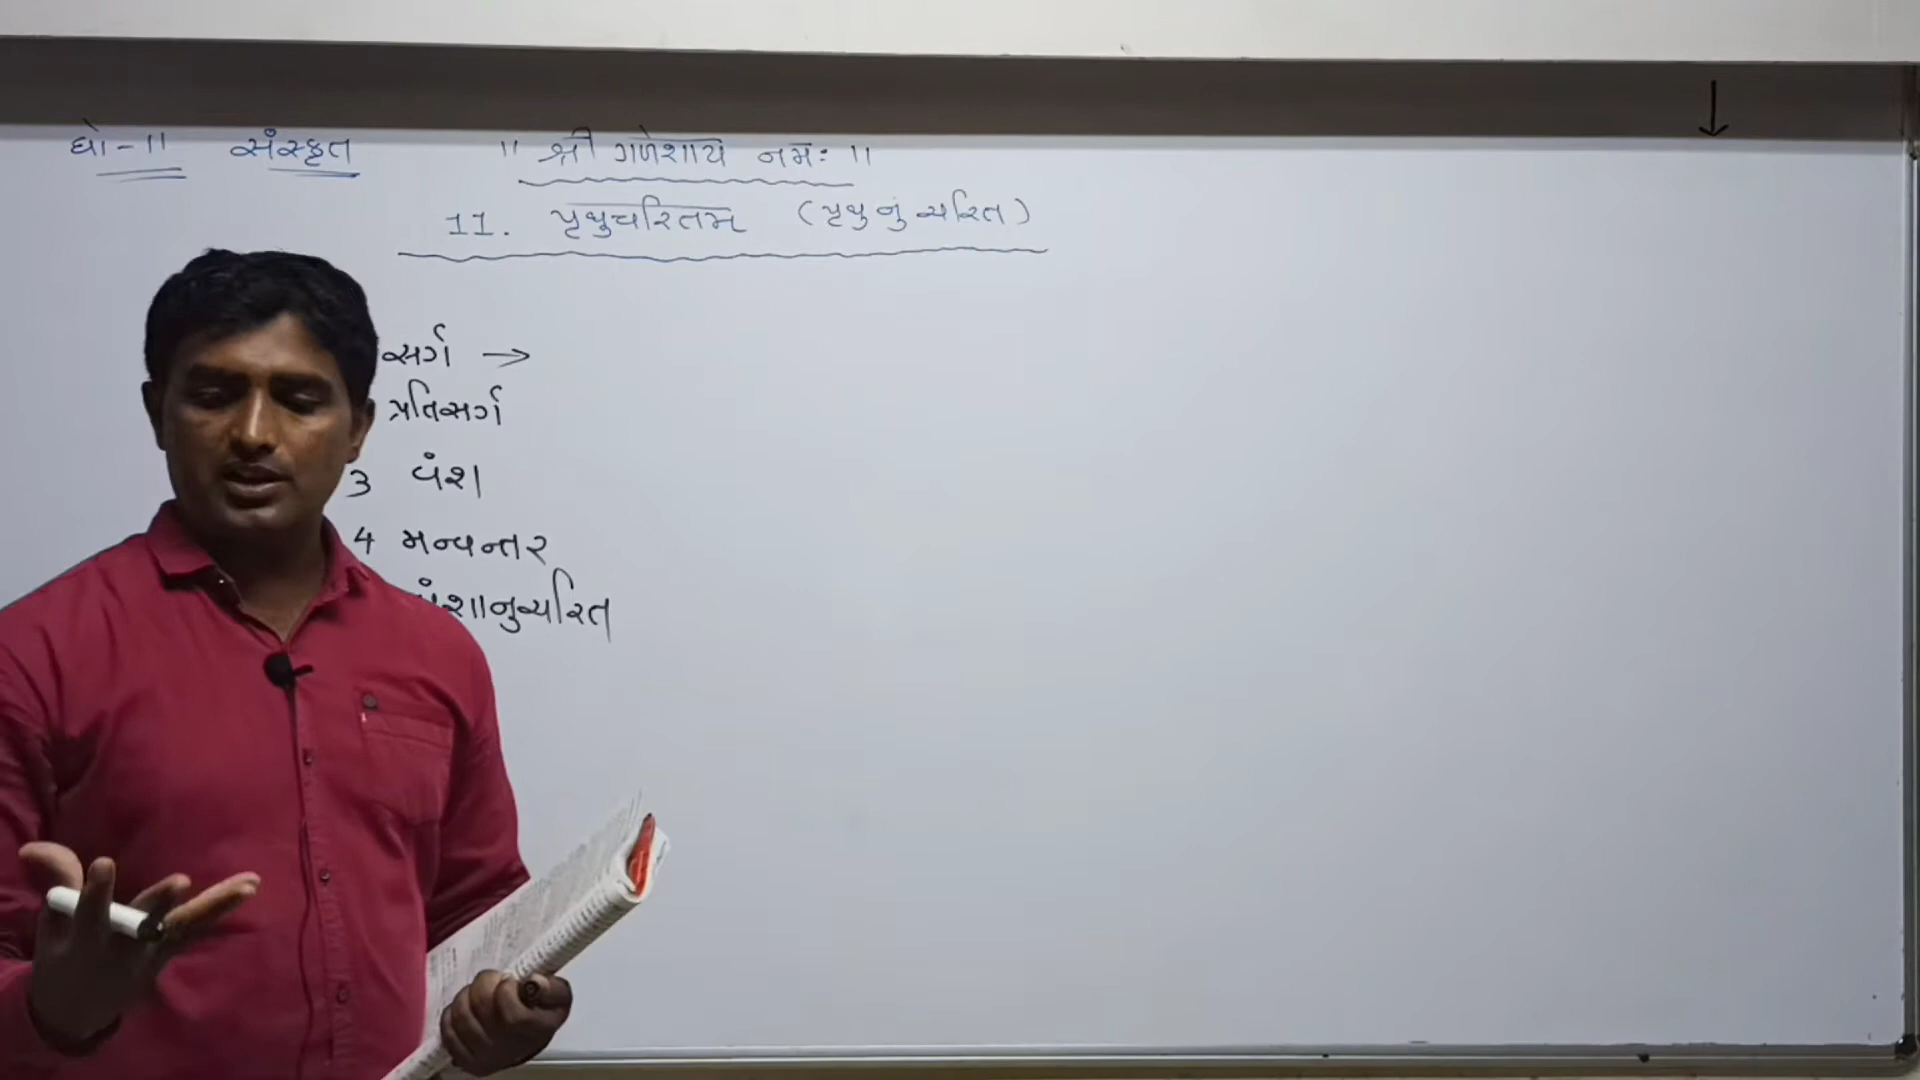 ધો-11 સંસ્કૃત "શ્રી ગણેશાય નમઃ"
11. પૃથુચરિતમ્ (પૃથુનું ચરિત)
સર્ગ →
પ્રતિસર્ગ
3 વંશ
4 મન્વન્તર
વંશાનુચરિત